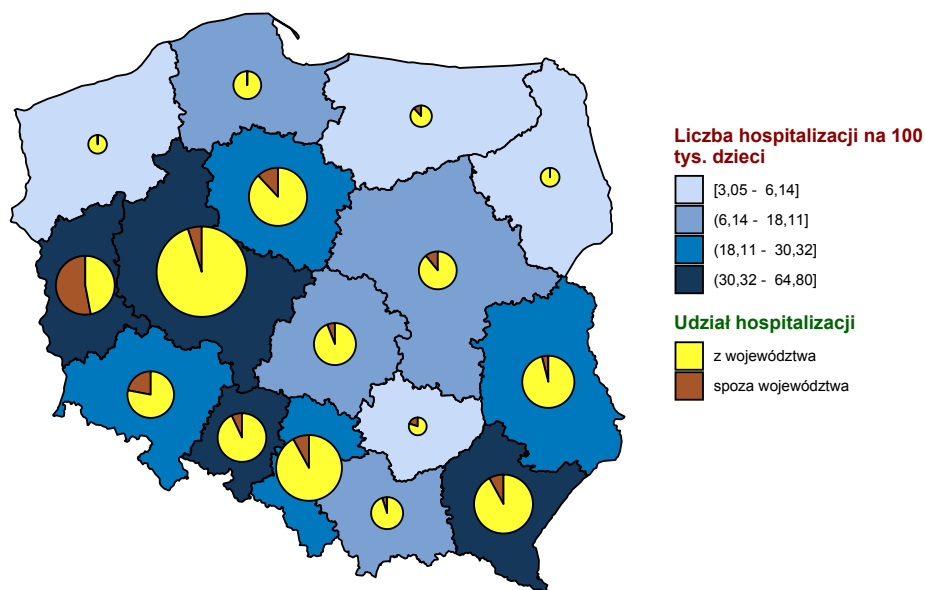 Liczba hospitalizacji na 100
tys. dzieci
[3,05 - 6,14]
(6,14 - 18,11]
(18,11 - 30,32]
(30,32 - 64,80]
Udział hospitalizacji
z województwa
spoza województwa